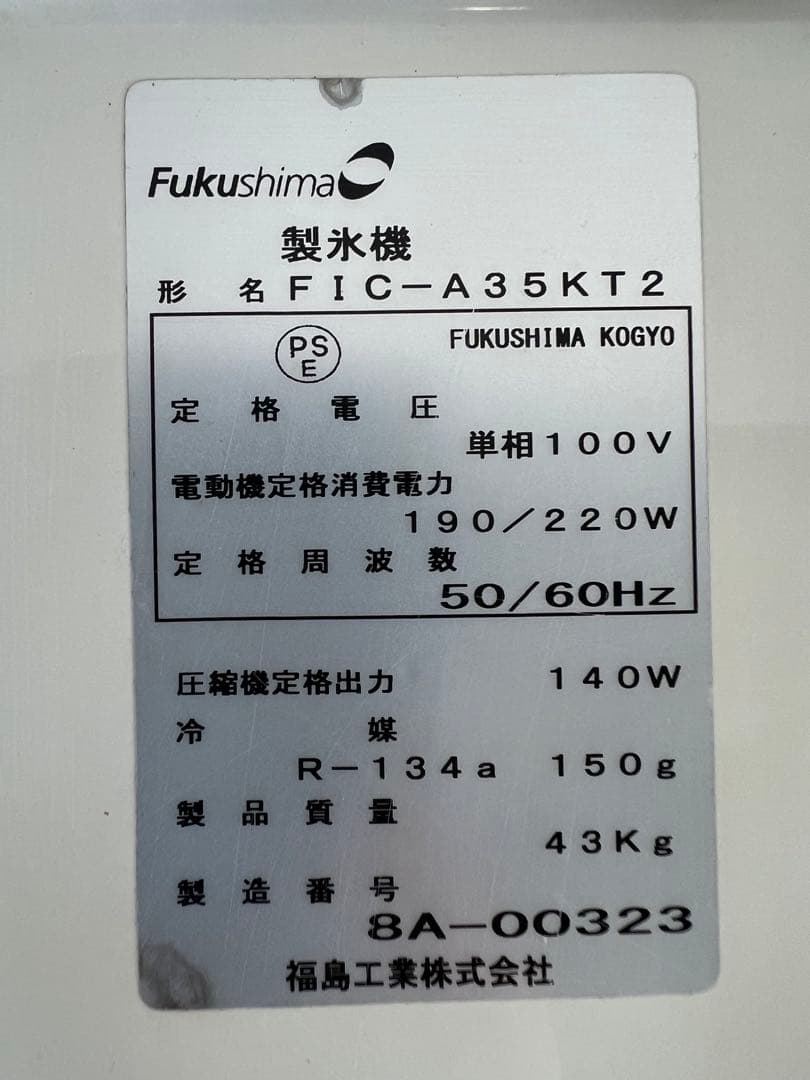 Fukushima
製氷機
形名 FIC-A35KT2
PSE FUKUSHIMA KOGYO
定格電圧
単相100V
電動機定格消費電力
190/220W
定格周波数
50/60Hz
圧縮機定格出力 140W
冷媒
R-134a 150g
製品質量
43Kg
製造番号
8A-00323
福島工業株式会社